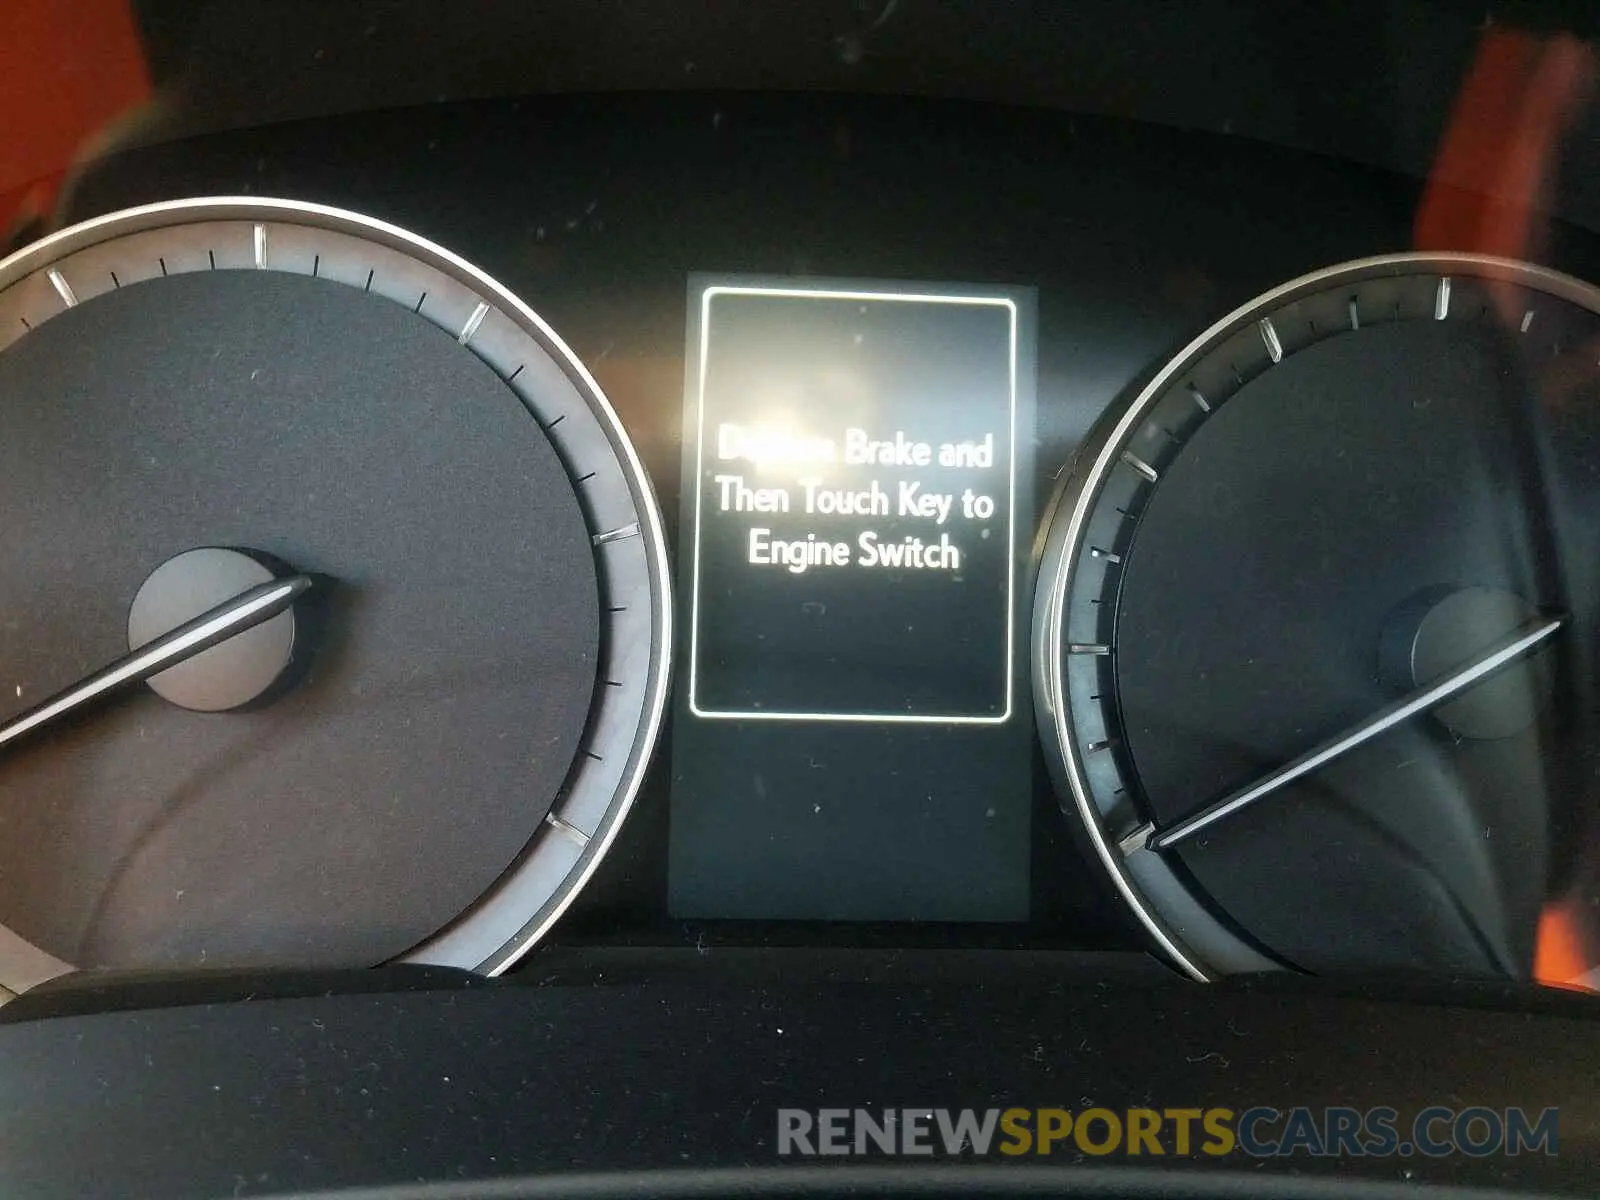 Brake and
Then Touch Key to
Engine Switch
RENEWSPORTSCARS.COM